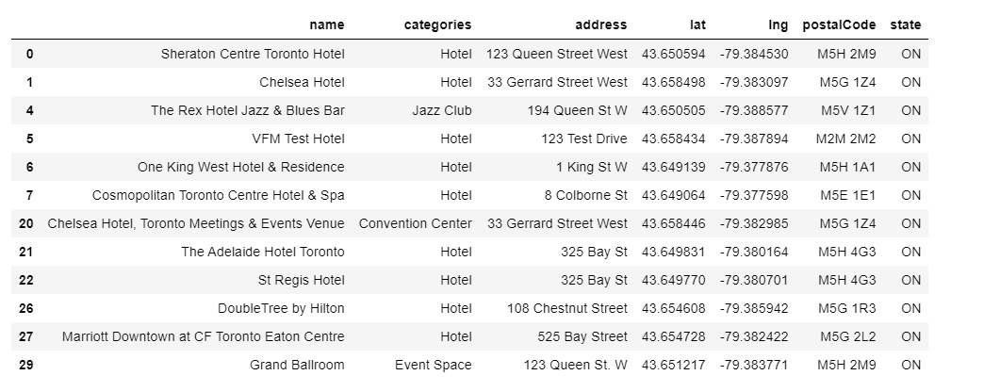 name categories address lat lng postalCode state
0 Sheraton Centre Toronto Hotel Hotel 123 Queen Street West 43.650594 -79.384530 M5H 2M9 ON
1 Chelsea Hotel Hotel 33 Gerrard Street West 43.658498 -79.383097 M5G 1Z4 ON
4 The Rex Hotel Jazz & Blues Bar Jazz Club 194 Queen St W 43.650505 -79.388577 M5V 1Z1 ON
5 VFM Test Hotel Hotel 123 Test Drive 43.658434 -79.387894 M2M 2M2 ON
6 One King West Hotel & Residence Hotel 1 King St W 43.649139 -79.377876 M5H 1A1 ON
7 Cosmopolitan Toronto Centre Hotel & Spa Hotel 8 Colborne St 43.649064 -79.377598 M5E 1E1 ON
20 Chelsea Hotel, Toronto Meetings & Events Venue Convention Center 33 Gerrard Street West 43.658446 -79.382985 M5G 1Z4 ON
21 The Adelaide Hotel Toronto Hotel 325 Bay St 43.649831 -79.380164 M5H 4G3 ON
22 St Regis Hotel Hotel 325 Bay St 43.649770 -79.380701 M5H 4G3 ON
26 DoubleTree by Hilton Hotel 108 Chestnut Street 43.654608 -79.385942 M5G 1R3 ON
27 Marriott Downtown at CF Toronto Eaton Centre Hotel 525 Bay Street 43.654728 -79.382422 M5G 2L2 ON
29 Grand Ballroom Event Space 123 Queen St. W 43.651217 -79.383771 M5H 2M9 ON